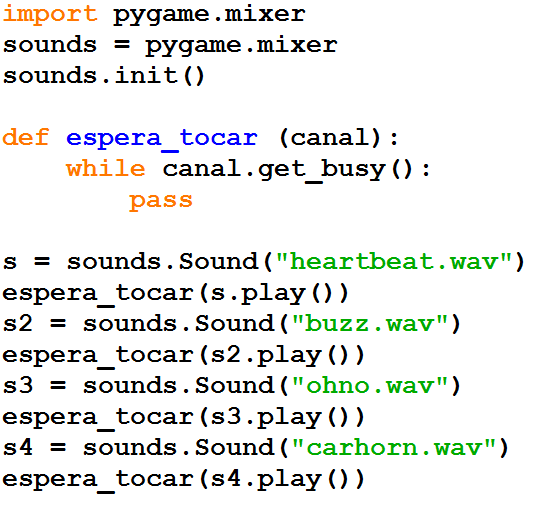 import pygame.mixer
sounds = pygame.mixer
sounds.init()

def espera_tocar (canal):
    while canal.get_busy():
        pass

s = sounds.Sound("heartbeat.wav")
espera_tocar(s.play())
s2 = sounds.Sound("buzz.wav")
espera_tocar(s2.play())
s3 = sounds.Sound("ohno.wav")
espera_tocar(s3.play())
s4 = sounds.Sound("carhorn.wav")
espera_tocar(s4.play())